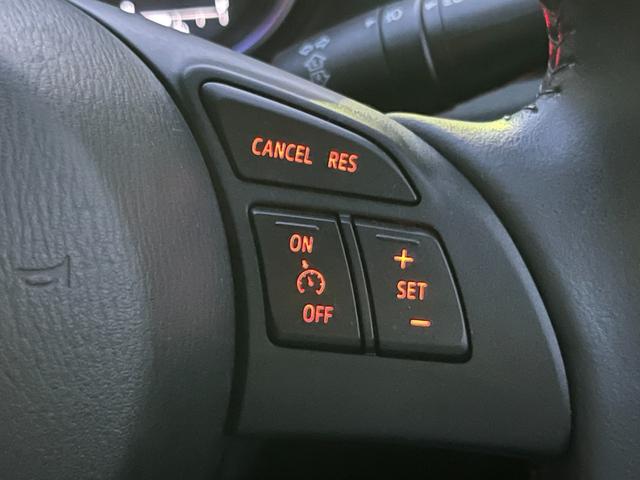 CANCEL RES
ON
OFF
+
SET
-